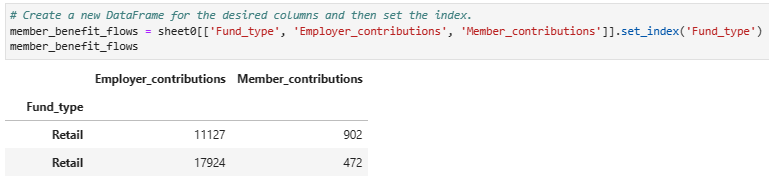 # Create a new DataFrame for the desired columns and then set the index.
member_benefit_flows = sheet0[['Fund_type', 'Employer_contributions', 'Member_contributions']].set_index('Fund_type')
member_benefit_flows
Employer_contributions Member_contributions
Fund_type
Retail 11127 902
Retail 17924 472